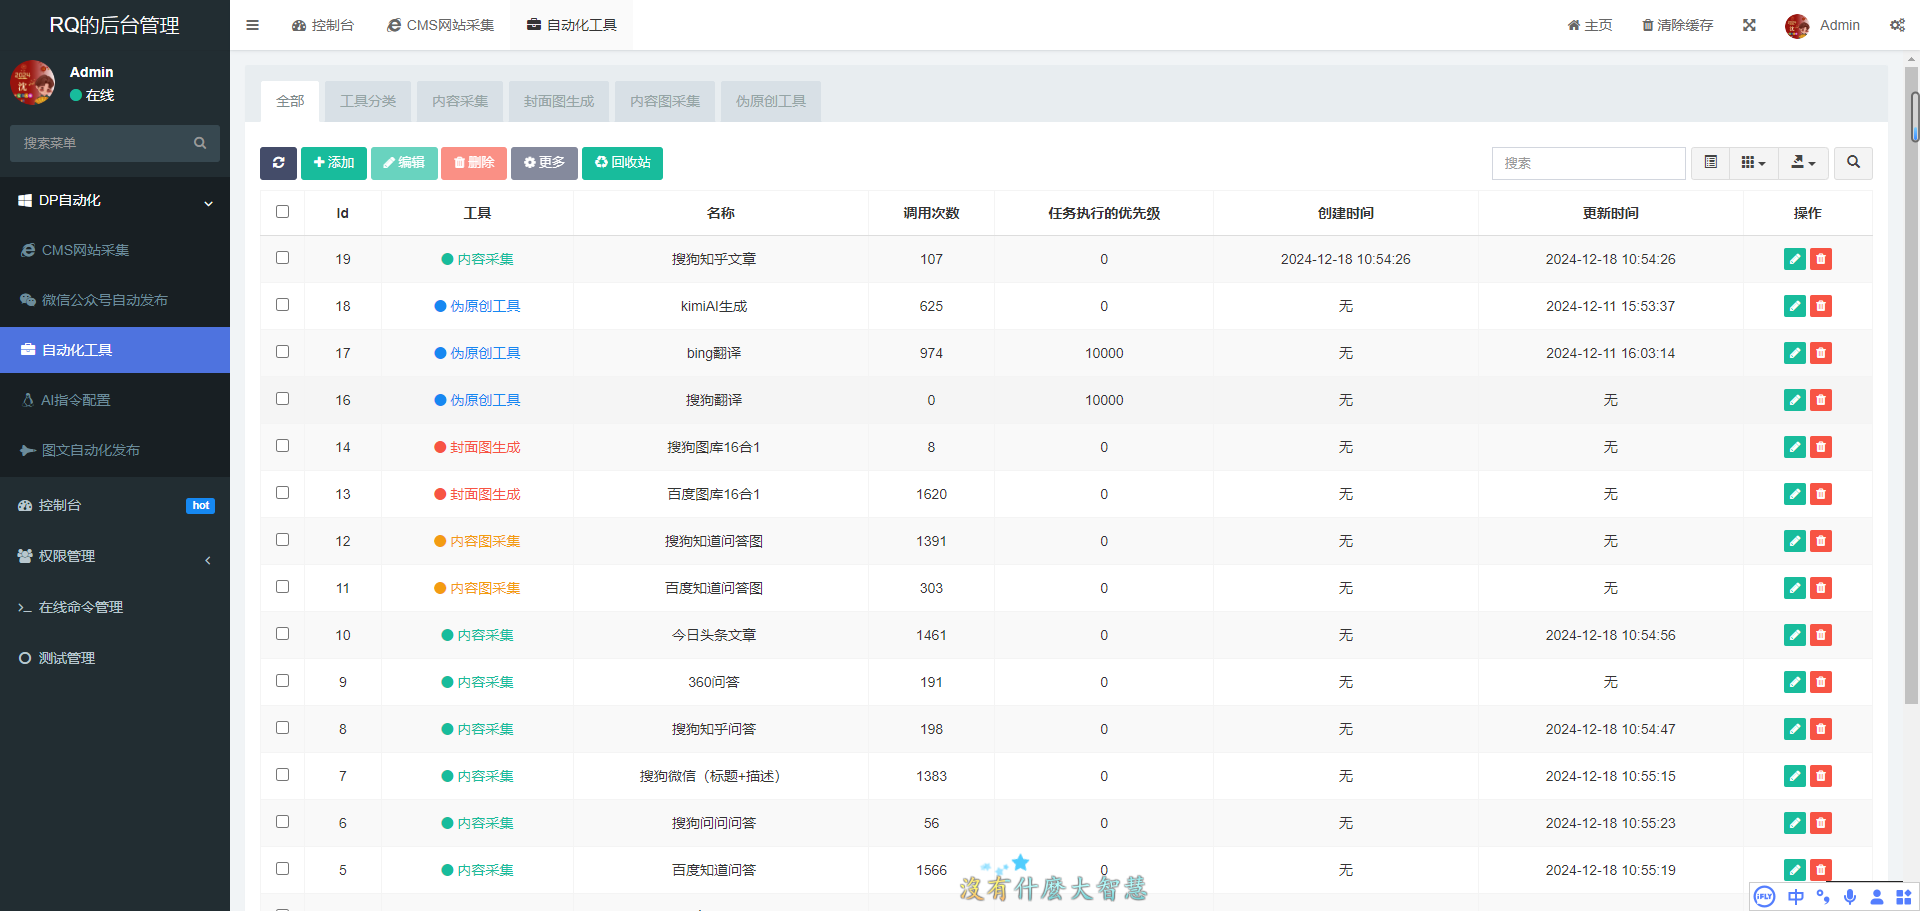 RQ的后台管理
控制台
CMS网站采集
自动化工具
主页
清除缓存
Admin
Admin
在线
搜索菜单
DP自动化
CMS网站采集
微信公众号自动发布
自动化工具
AI指令配置
图文自动化发布
控制台 hot
权限管理
在线命令管理
测试管理
全部 工具分类 内容采集 封面图生成 内容图采集 伪原创工具
添加 编辑 删除 更多 回收站 搜索
Id 工具 名称 调用次数 任务执行的优先级 创建时间 更新时间 操作
19 内容采集 搜狗知乎文章 107 0 2024-12-18 10:54:26 2024-12-18 10:54:26
18 伪原创工具 kimiAI生成 625 0 无 2024-12-11 15:53:37
17 伪原创工具 bing翻译 974 10000 无 2024-12-11 16:03:14
16 伪原创工具 搜狗翻译 0 10000 无 无
14 封面图生成 搜狗图库16合1 8 0 无 无
13 封面图生成 百度图库16合1 1620 0 无 无
12 内容图采集 搜狗知道问答图 1391 0 无 无
11 内容图采集 百度知道问答图 303 0 无 无
10 内容采集 今日头条文章 1461 0 无 2024-12-18 10:54:56
9 内容采集 360问答 191 0 无 无
8 内容采集 搜狗知乎问答 198 0 无 2024-12-18 10:54:47
7 内容采集 搜狗微信（标题+描述） 1383 0 无 2024-12-18 10:55:15
6 内容采集 搜狗问问问答 56 0 无 2024-12-18 10:55:23
5 内容采集 百度知道问答 1566 0 无 2024-12-18 10:55:19
沒有什麼大智慧
iFLY 中